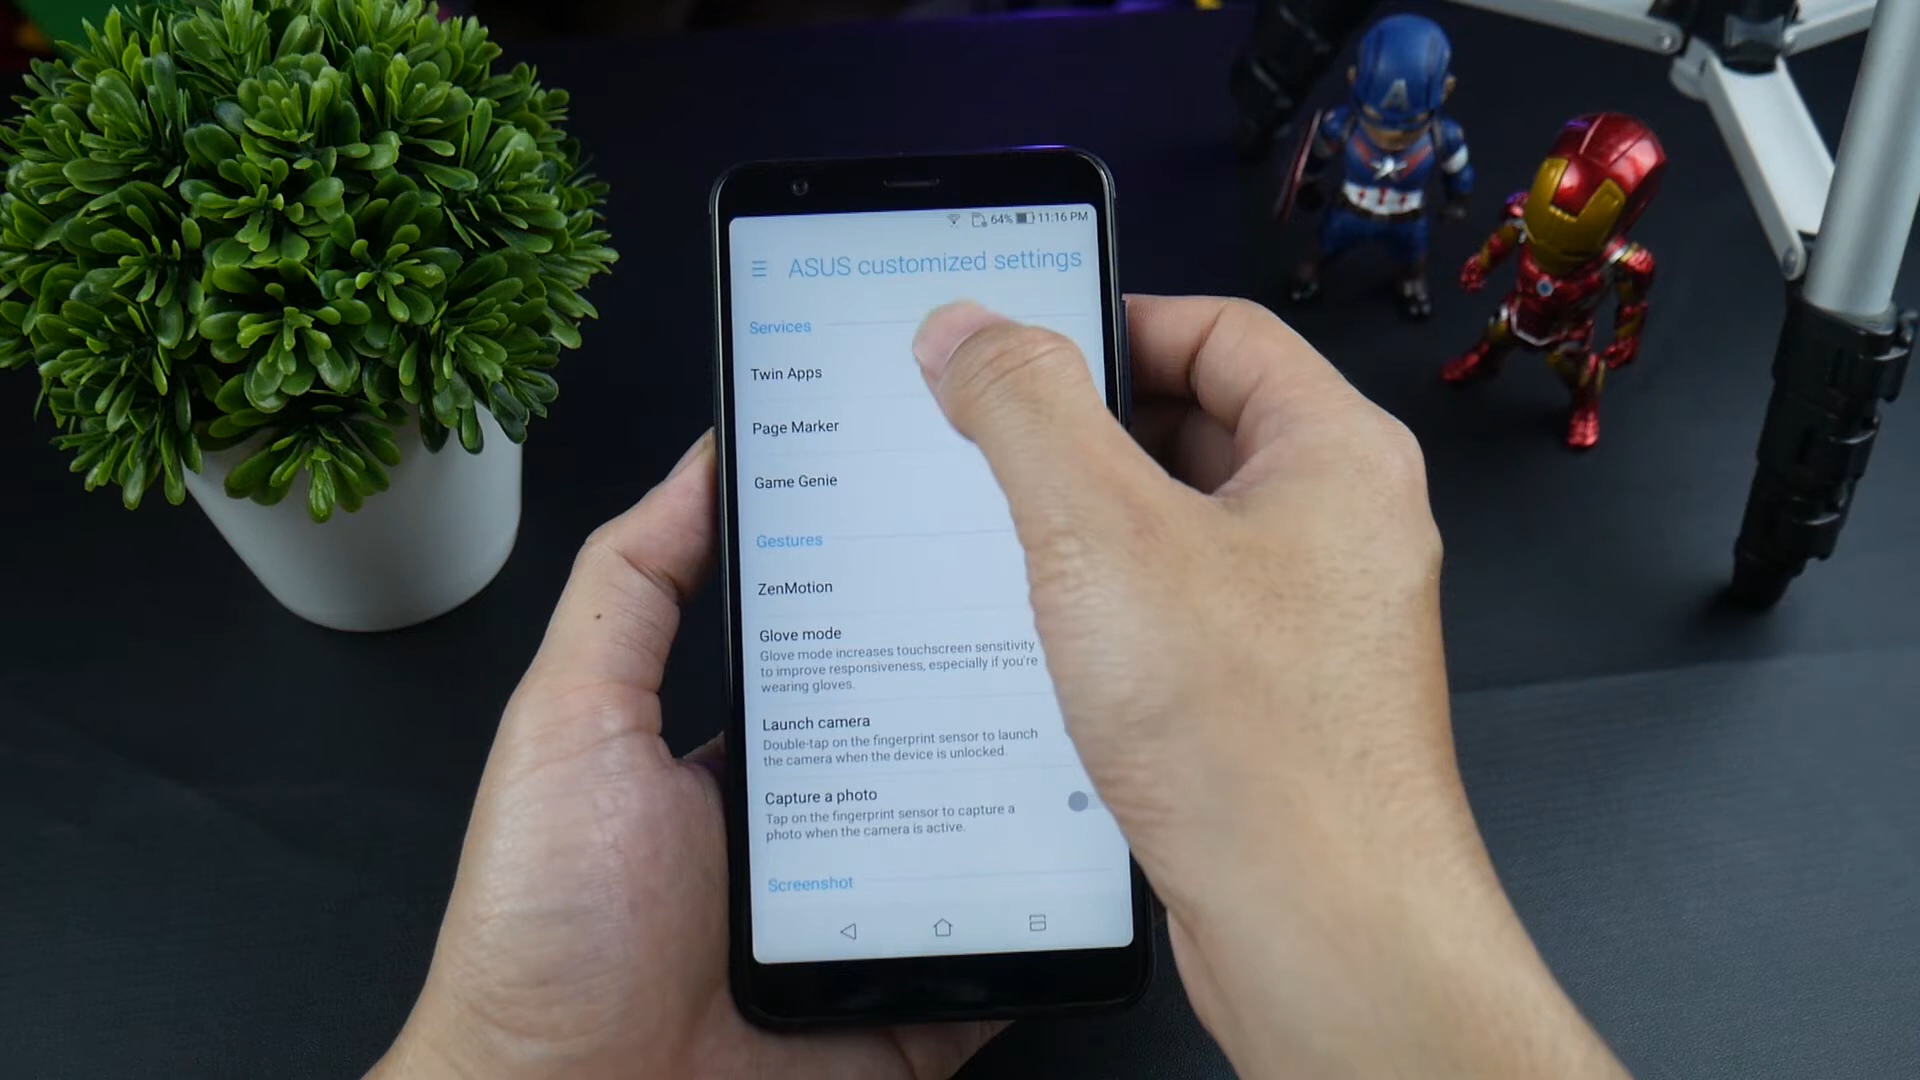 64% 11:16 PM
ASUS customized settings
Services
Twin Apps
Page Marker
Game Genie
Gestures
ZenMotion
Glove mode
Glove mode increases touchscreen sensitivity
to improve responsiveness, especially if you're
wearing gloves.
Launch camera
Double-tap on the fingerprint sensor to launch
the camera when the device is unlocked.
Capture a photo
Tap on the fingerprint sensor to capture a
photo when the camera is active.
Screenshot
A